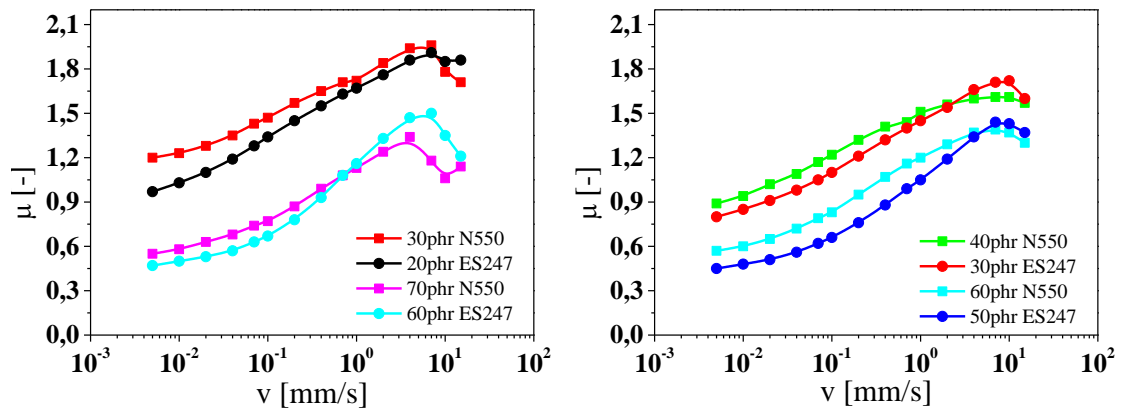 2,1
1,8
1,5
1,2
0,9
0,6
0,3
0,0
μ [-]
30phr N550
20phr ES247
70phr N550
60phr ES247
10⁻³ 10⁻² 10⁻¹ 10⁰ 10¹ 10²
v [mm/s]
2,1
1,8
1,5
1,2
0,9
0,6
0,3
0,0
μ [-]
40phr N550
30phr ES247
60phr N550
50phr ES247
10⁻³ 10⁻² 10⁻¹ 10⁰ 10¹ 10²
v [mm/s]